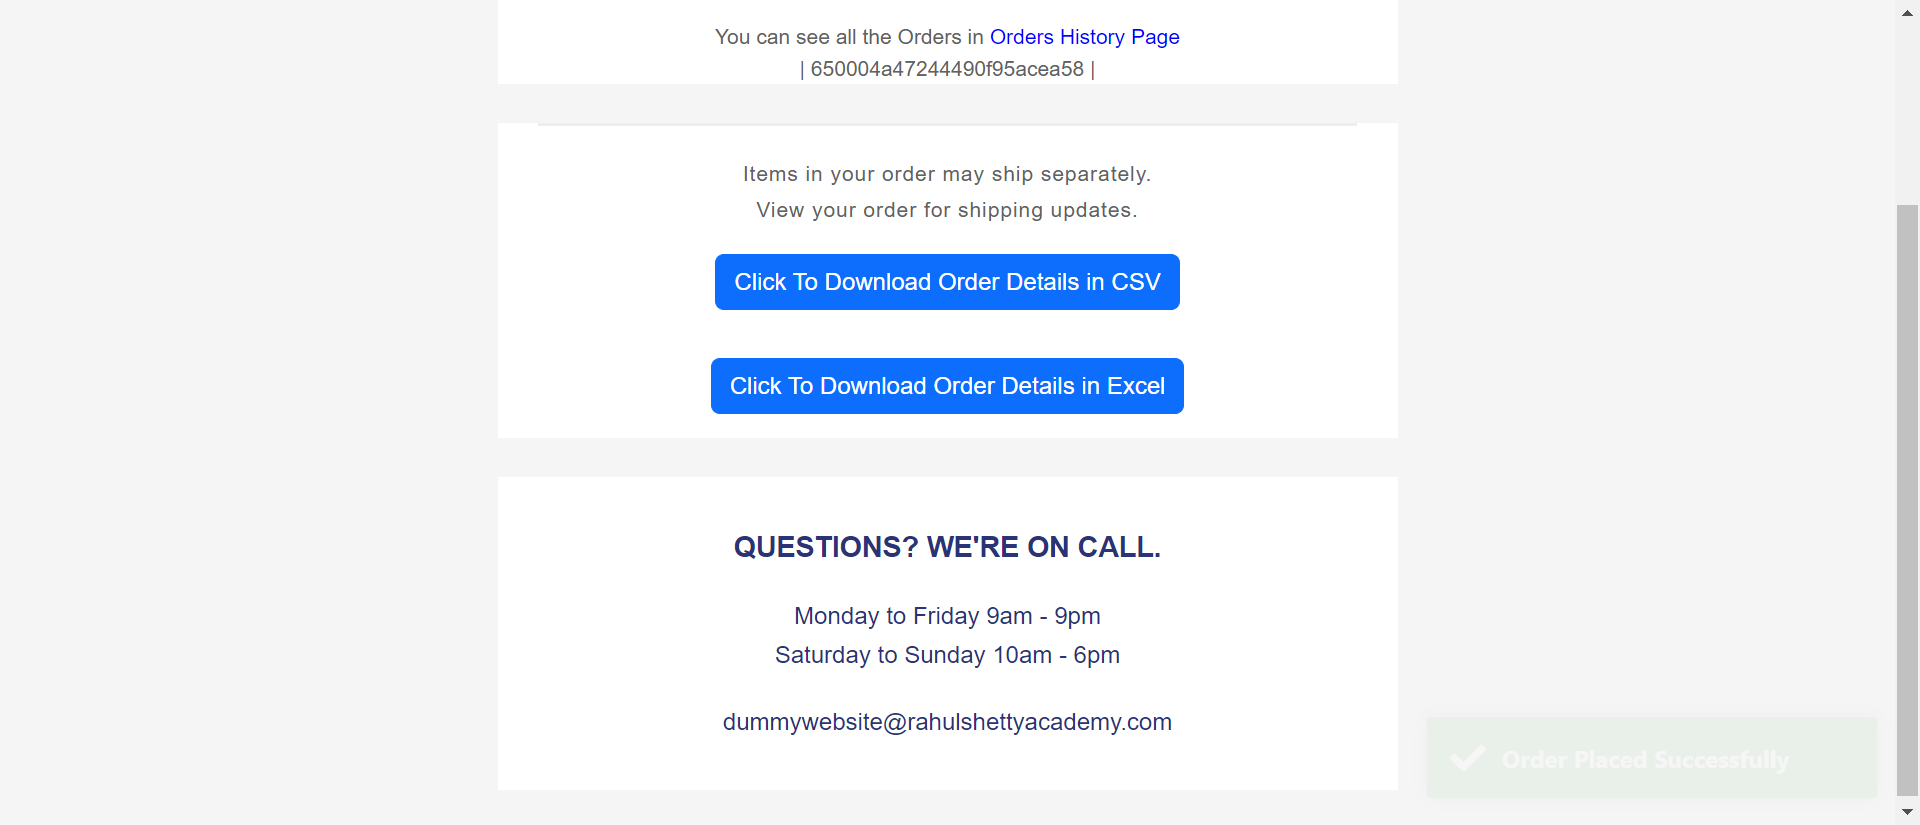 You can see all the Orders in Orders History Page
| 650004a47244490f95acea58 |
Items in your order may ship separately.
View your order for shipping updates.
Click To Download Order Details in CSV
Click To Download Order Details in Excel
QUESTIONS? WE'RE ON CALL.
Monday to Friday 9am - 9pm
Saturday to Sunday 10am - 6pm
dummywebsite@rahulshettyacademy.com
Order Placed Successfully